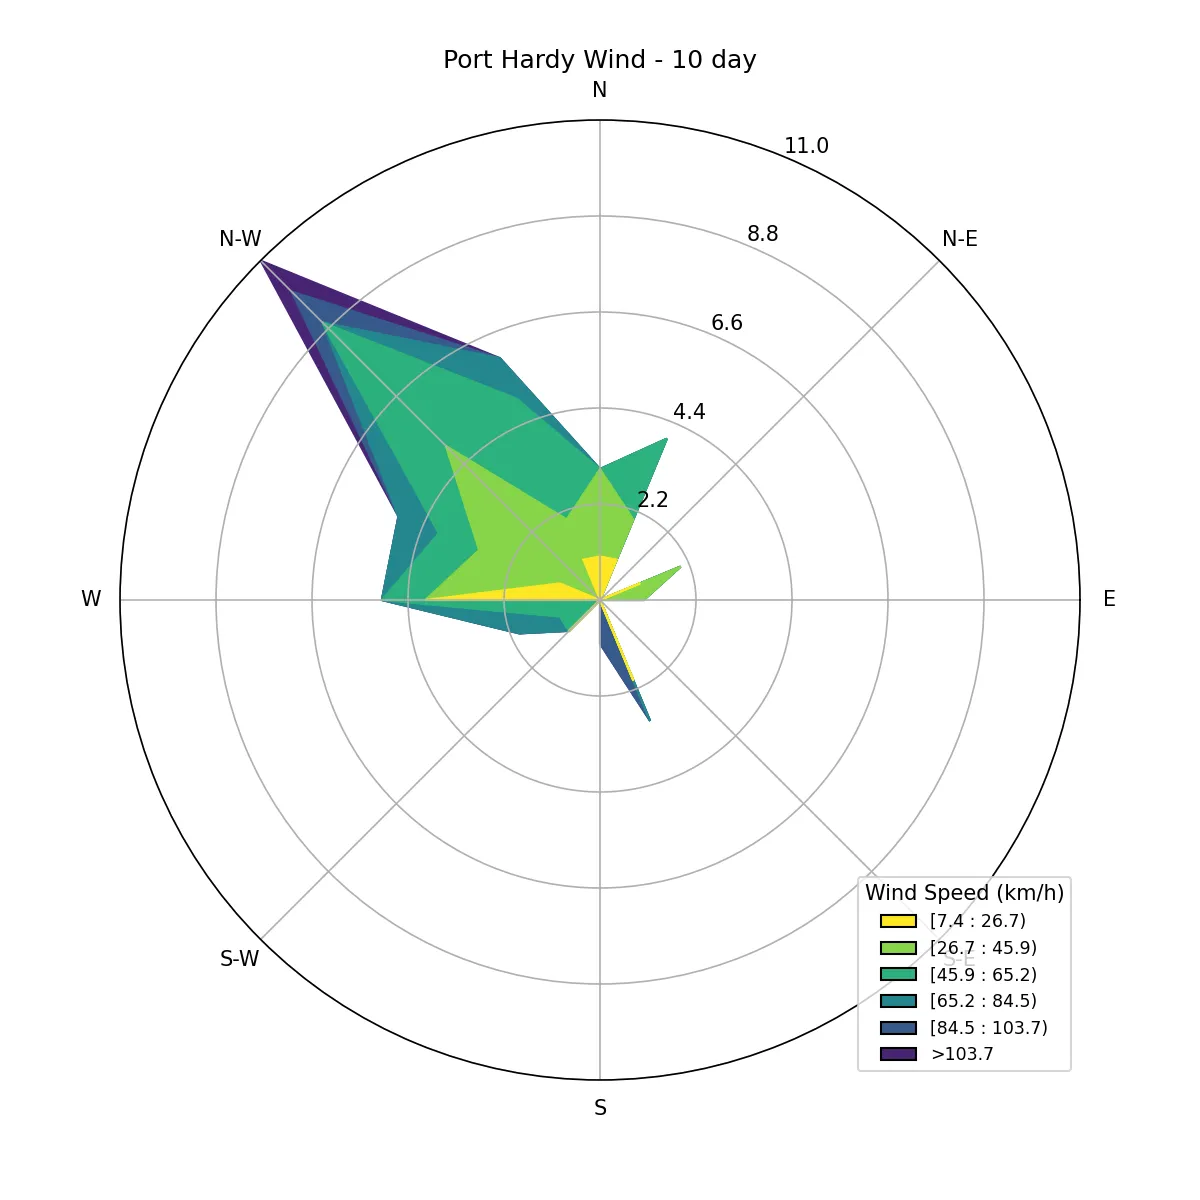 Port Hardy Wind - 10 day
N
11.0
8.8
N-W
N-E
6.6
4.4
2.2
W
E
Wind Speed (km/h)
[7.4 : 26.7)
[26.7 : 45.9)
S-W
S-E
[45.9 : 65.2)
[65.2 : 84.5)
[84.5 : 103.7)
>103.7
S